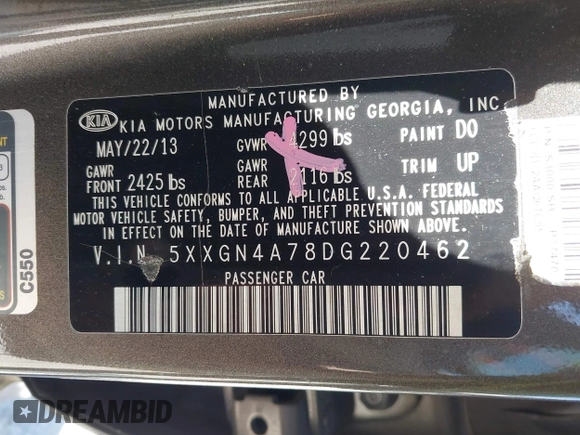 MANUFACTURED BY
KIA KIA MOTORS MANUFACTURING GEORGIA, INC.
MAY/22/13 GVWR 4299 lbs PAINT DO
GAWR FRONT 2425 lbs GAWR REAR 2116 lbs TRIM UP
THIS VEHICLE CONFORMS TO ALL APPLICABLE U.S.A. FEDERAL
MOTOR VEHICLE SAFETY, BUMPER, AND THEFT PREVENTION STANDARDS
IN EFFECT ON THE DATE OF MANUFACTURE SHOWN ABOVE.
V.I.N 5XXGN4A78DG220462
PASSENGER CAR
C550
DREAMBID